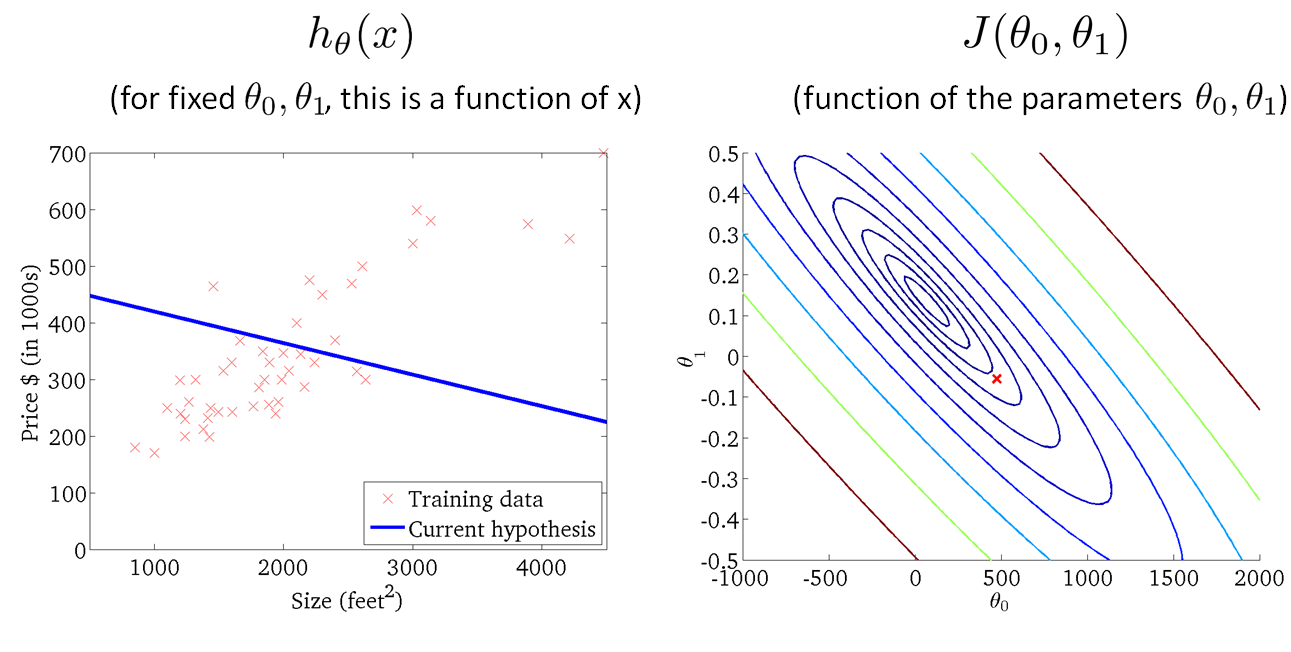 hθ(x)
(for fixed θ0, θ1, this is a function of x)
700
600
500
400
300
200
100
0
Price $ (in 1000s)
1000 2000 3000 4000
Size (feet²)
Training data
Current hypothesis
J(θ0, θ1)
(function of the parameters θ0, θ1)
0.5
0.4
0.3
0.2
0.1
0
-0.1
-0.2
-0.3
-0.4
-0.5
θ1
-1000 -500 0 500 1000 1500 2000
θ0